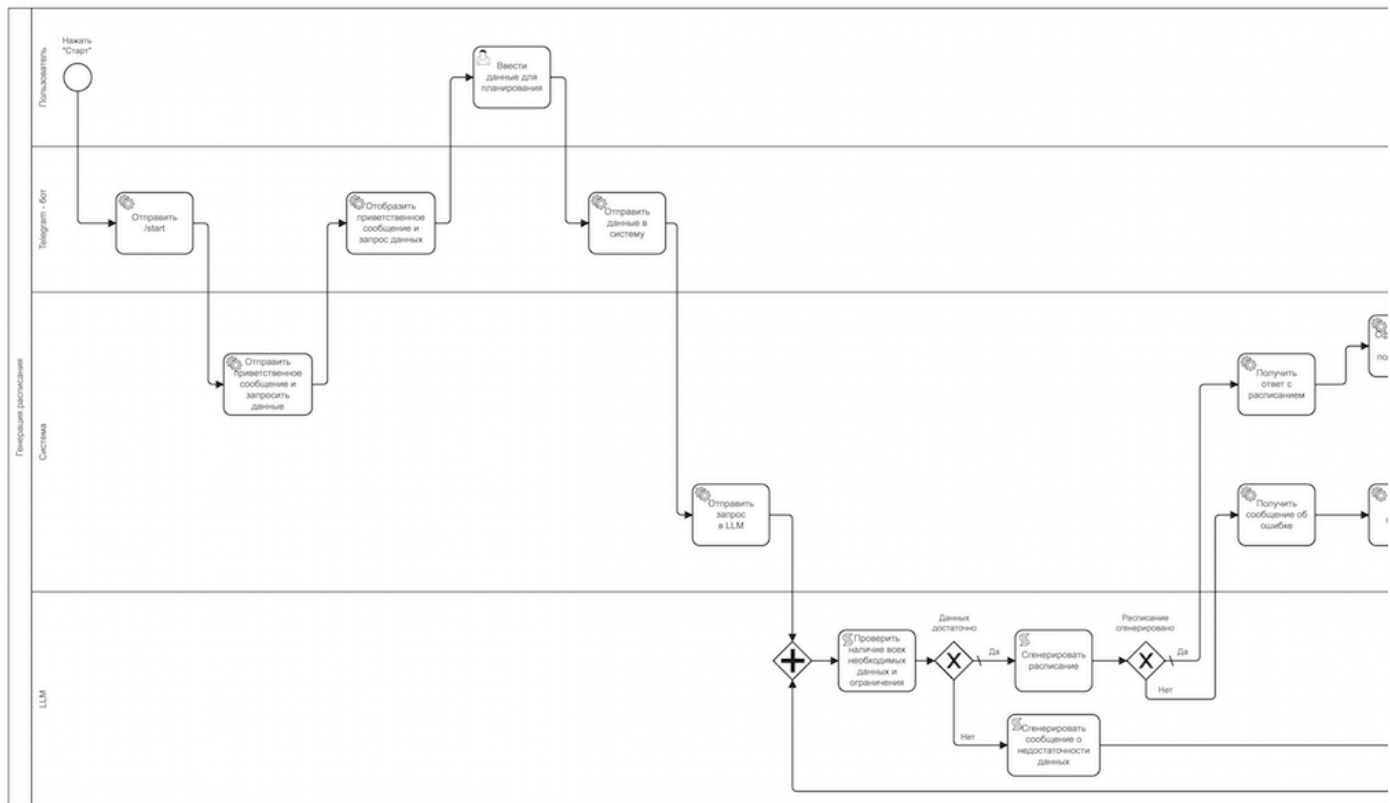 Генерация расписания
Пользователь
Нажать
"Старт"
Ввести
данные для
планирования
Telegram - бот
Отправить
/start
Отобразить
приветственное
сообщение и
запрос данных
Отправить
данные в
систему
Система
Отправить
приветственное
сообщение и
запросить
данные
Отправить
запрос
в LLM
Получить
ответ с
расписанием
Получить
сообщение об
ошибке
LLM
Проверить
наличие всех
необходимых
данных и
ограничения
Данных
достаточно
Да
Нет
Сгенерировать
расписание
Расписание
сгенерировано
Да
Нет
Сгенерировать
сообщение о
недостаточности
данных